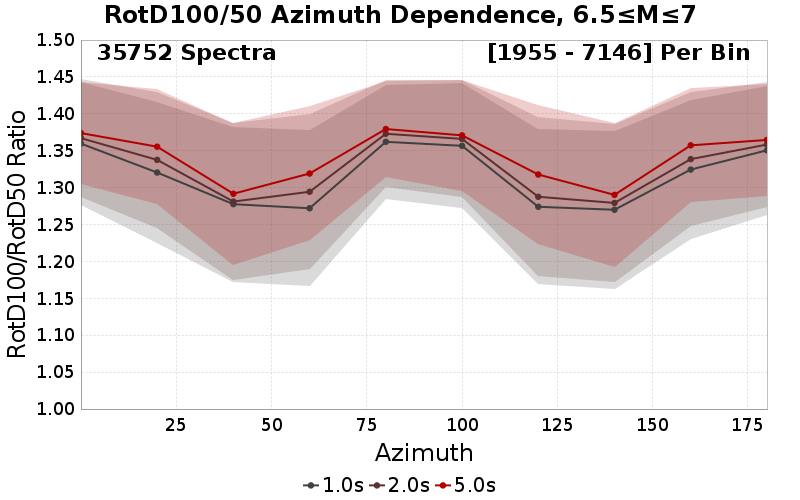 RotD100/50 Azimuth Dependence, 6.5≤M≤7
35752 Spectra
[1955 - 7146] Per Bin
RotD100/RotD50 Ratio
1.50
1.45
1.40
1.35
1.30
1.25
1.20
1.15
1.10
1.05
1.00
25 50 75 100 125 150 175
Azimuth
1.0s 2.0s 5.0s